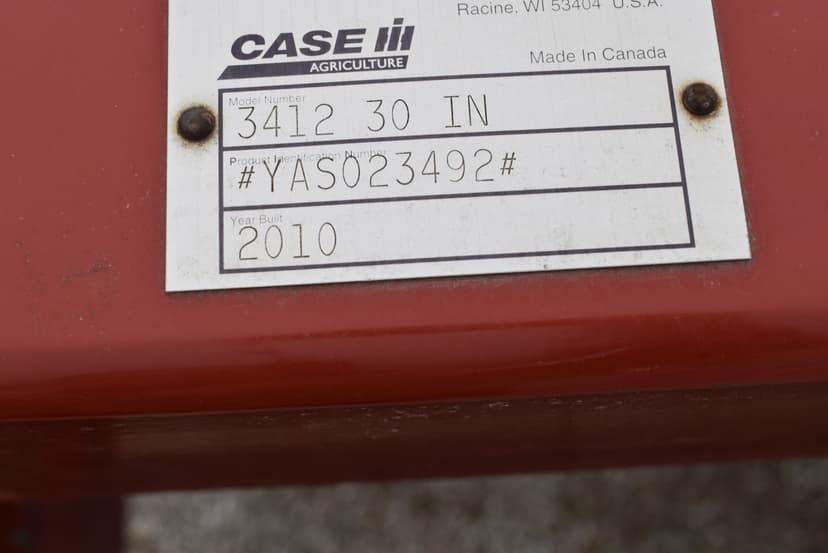 Racine, WI 53404 U.S.A.
CASE IH
AGRICULTURE
Made In Canada
Model Number
3412 30 IN
Product Identification Number
#YAS023492#
Year Built
2010